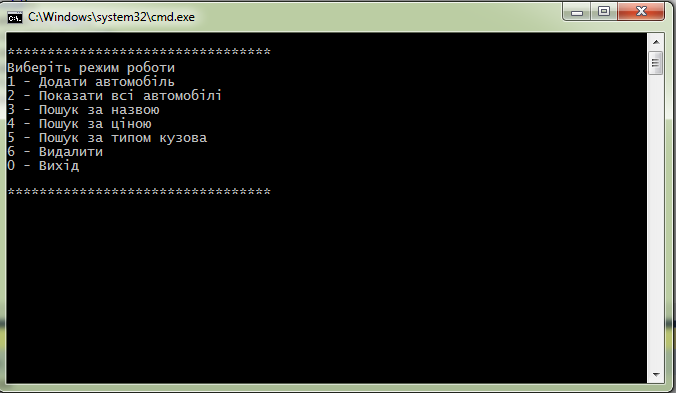 C:\Windows\system32\cmd.exe
*********************************
Виберіть режим роботи
1 - Додати автомобіль
2 - Показати всі автомобілі
3 - Пошук за назвою
4 - Пошук за ціною
5 - Пошук за типом кузова
6 - Видалити
0 - Вихід
*********************************